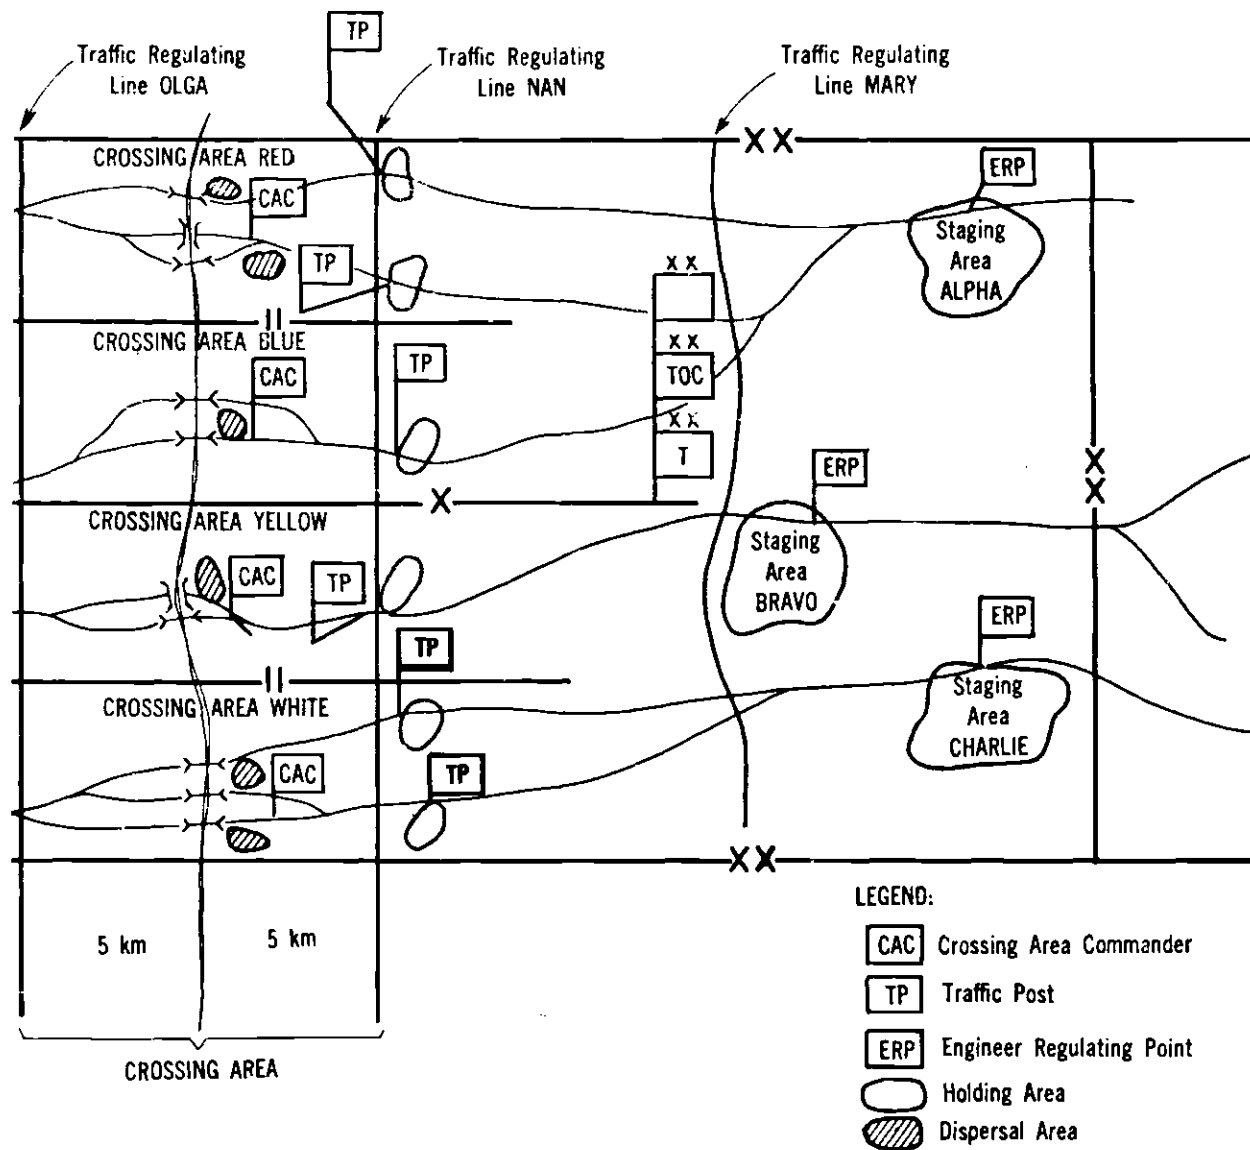 TP
Traffic Regulating
Line OLGA
Traffic Regulating
Line NAN
Traffic Regulating
Line MARY
XX
CROSSING AREA RED
ERP
CAC
Staging
Area
ALPHA
TP
XX
II
CROSSING AREA BLUE
XX
TOC
TP
CAC
XX
T
ERP
X
X
X
CROSSING AREA YELLOW
Staging
Area
BRAVO
CAC
TP
ERP
TP
II
CROSSING AREA WHITE
Staging
Area
CHARLIE
CAC
TP
XX
5 km
5 km
CROSSING AREA
LEGEND:
CAC Crossing Area Commander
TP Traffic Post
ERP Engineer Regulating Point
Holding Area
Dispersal Area